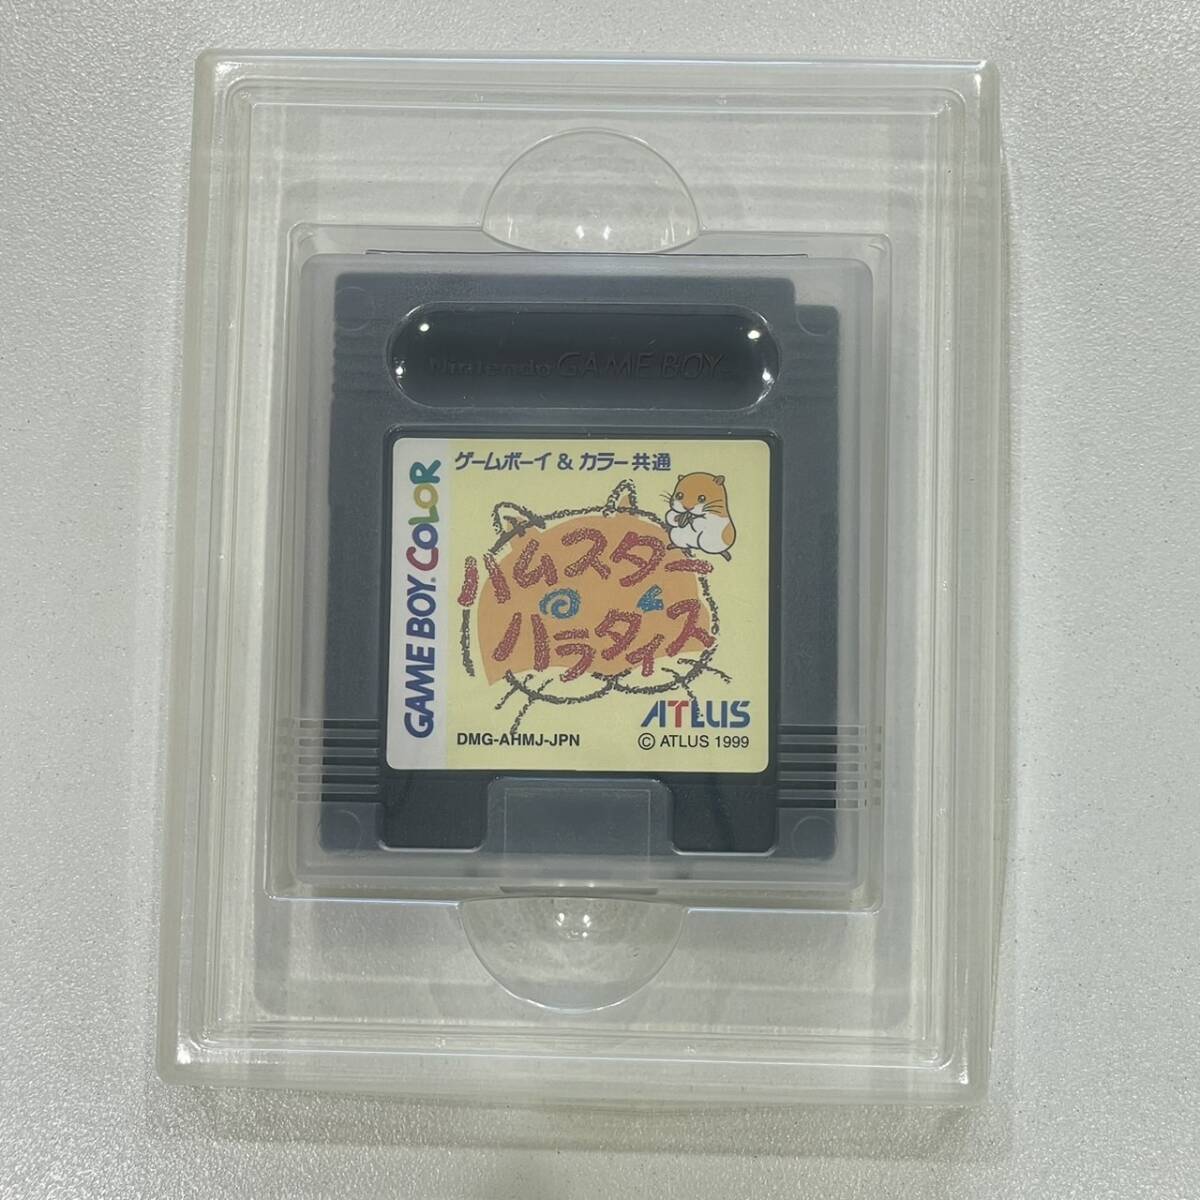 Nintendo GAME BOY™
GAME BOY COLOR
ゲームボーイ & カラー共通
ハムスター
パラダイス
ATLUS
DMG-AHMJ-JPN
© ATLUS 1999